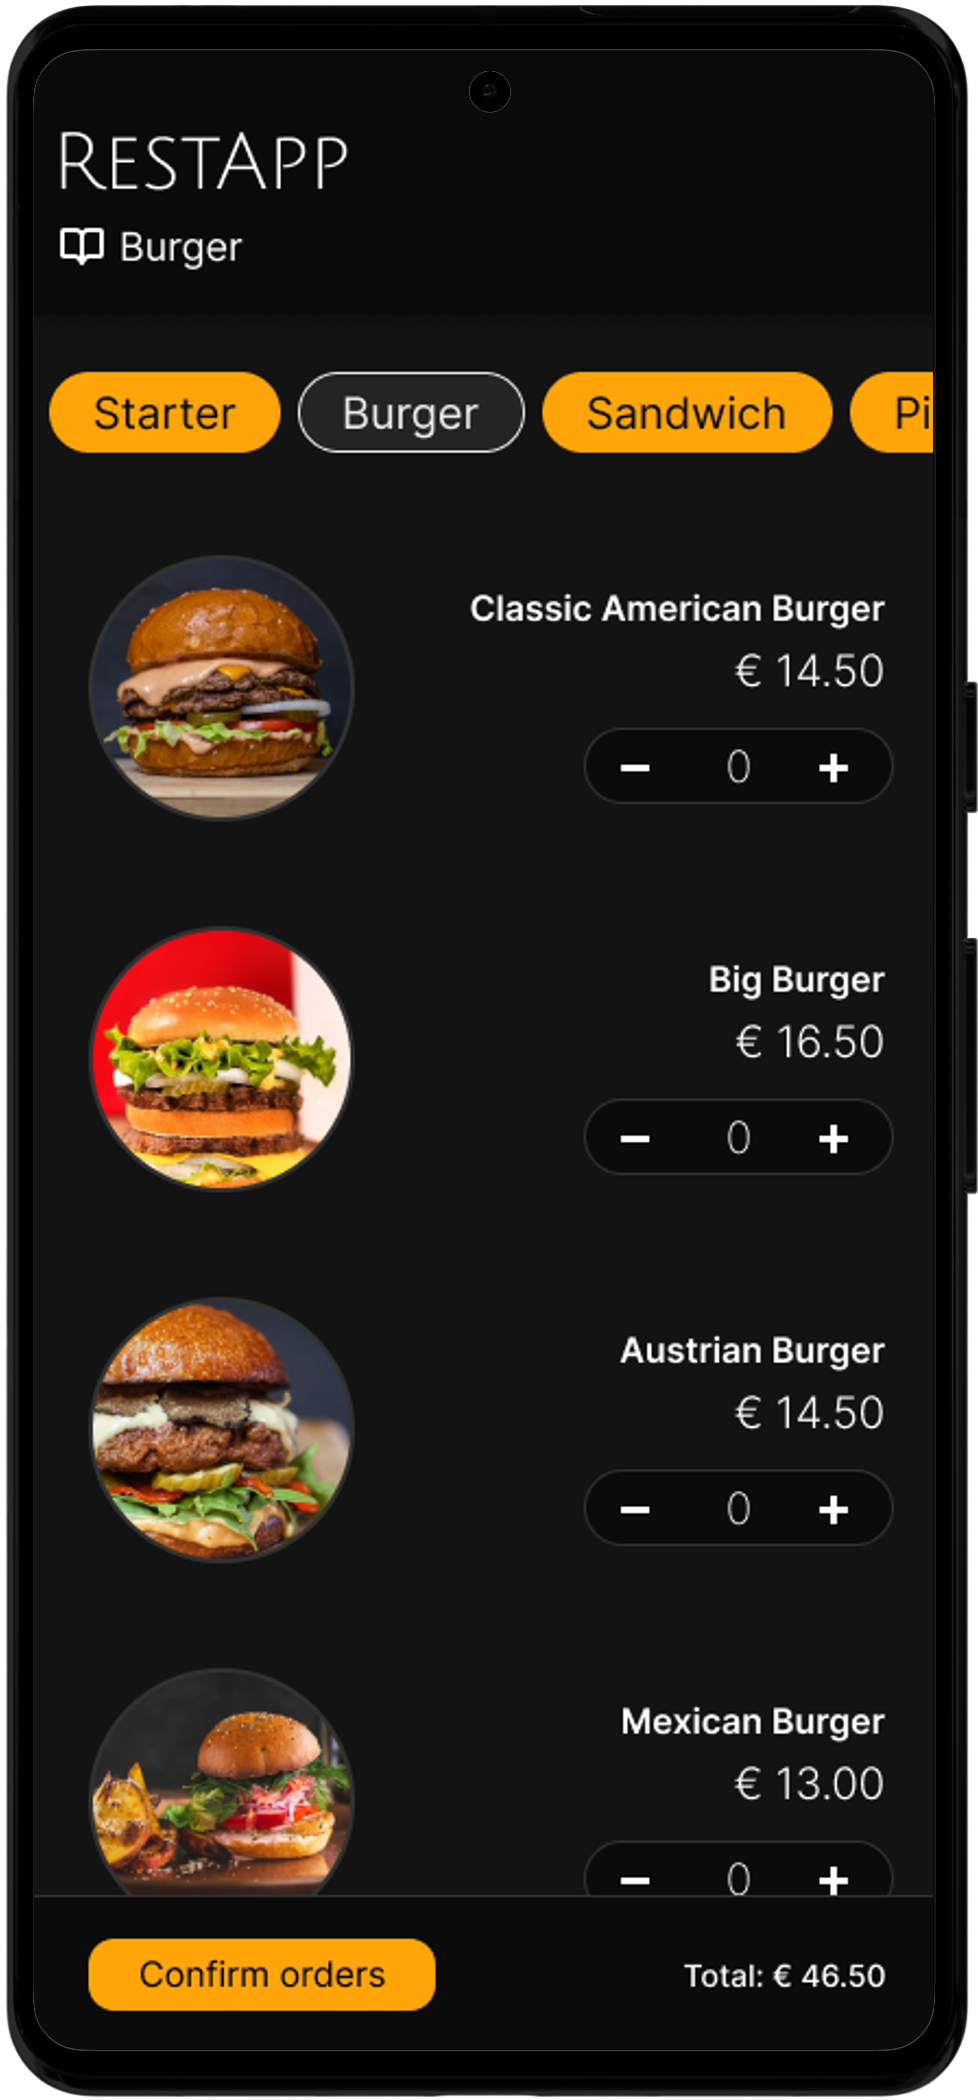 RESTAPP
Burger
Starter Burger Sandwich Pi
Classic American Burger
€ 14.50
− 0 +
Big Burger
€ 16.50
− 0 +
Austrian Burger
€ 14.50
− 0 +
Mexican Burger
€ 13.00
− 0 +
Confirm orders Total: € 46.50